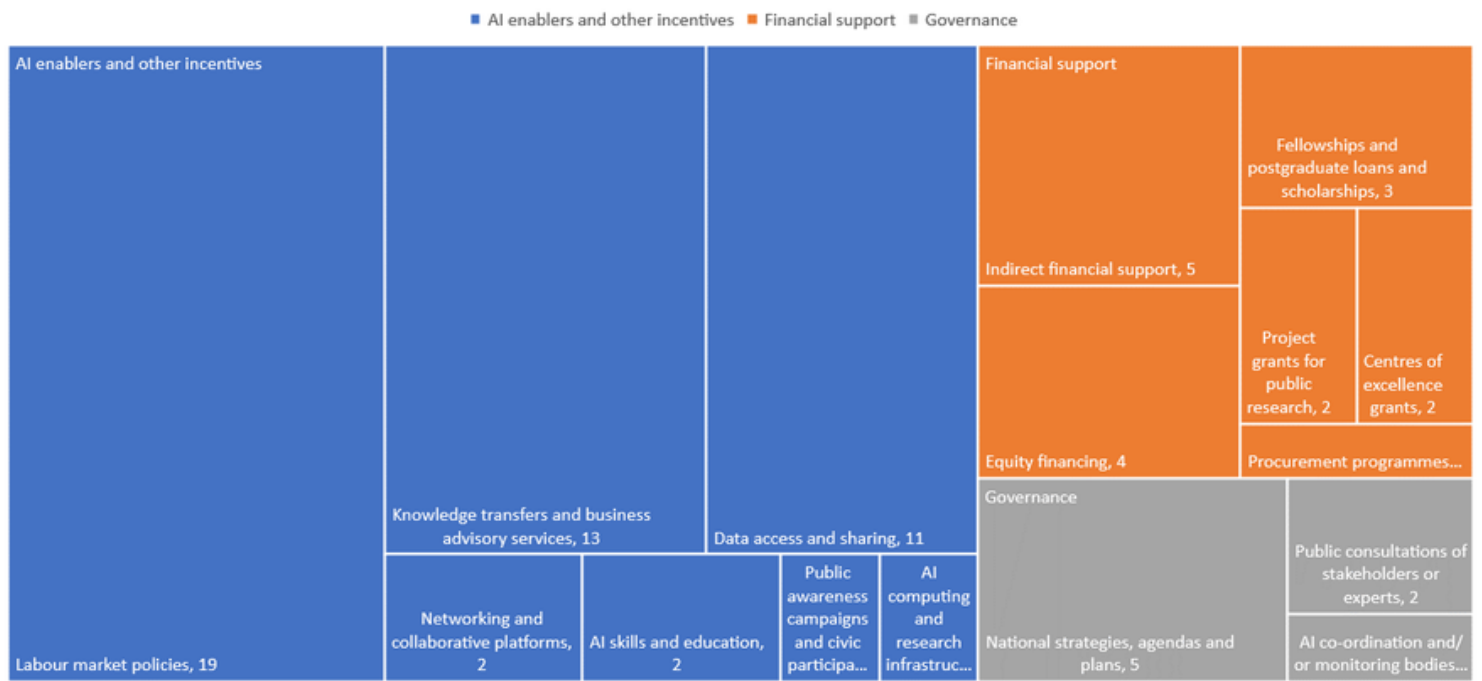 AI enablers and other incentives Financial support Governance
AI enablers and other incentives
Labour market policies, 19
Knowledge transfers and business
advisory services, 13
Data access and sharing, 11
Networking and
collaborative platforms,
2
AI skills and education,
2
Public
awareness
campaigns
and civic
participa...
AI
computing
and
research
infrastruc...
Financial support
Indirect financial support, 5
Equity financing, 4
Fellowships and
postgraduate loans and
scholarships, 3
Project
grants for
public
research, 2
Centres of
excellence
grants, 2
Procurement programmes...
Governance
National strategies, agendas and
plans, 5
Public consultations of
stakeholders or
experts, 2
AI co-ordination and/
or monitoring bodies...